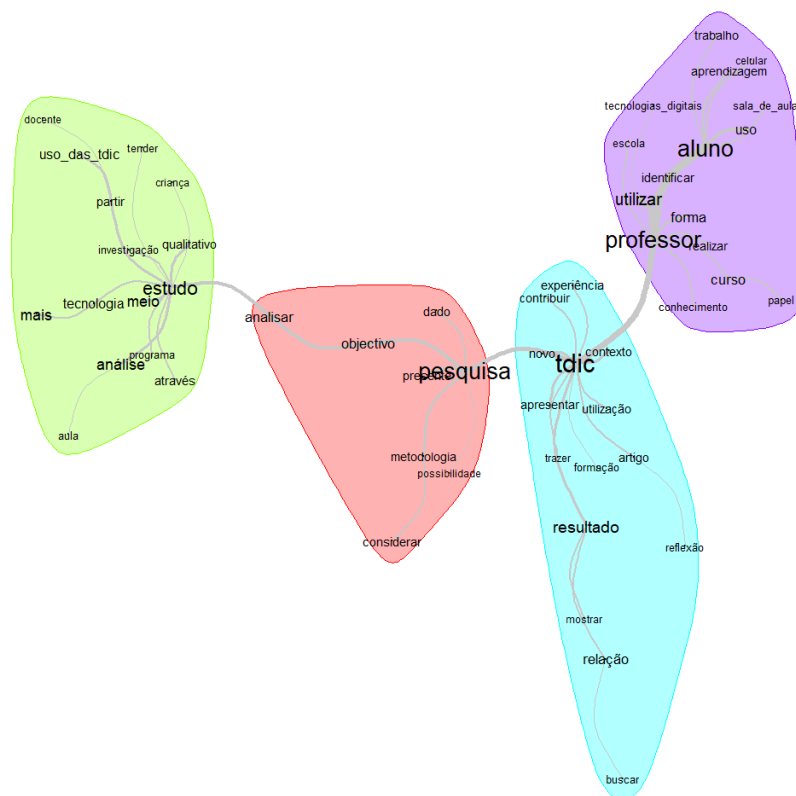 docente
uso_das_tdic
tender
criança
partir
investigação
qualitativo
estudo
tecnologia
meio
mais
análise
programa
através
aula
analisar
dado
objectivo
pesquisa
presente
metodologia
possibilidade
considerar
experiência
contribuir
novo
contexto
tdic
apresentar
utilização
trazer
artigo
formação
resultado
reflexão
mostrar
relação
buscar
trabalho
celular
aprendizagem
tecnologias_digitais
sala_de_aula
uso
escola
aluno
identificar
utilizar
forma
professor
realizar
curso
conhecimento
papel